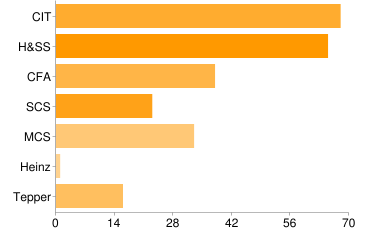 CIT
H&SS
CFA
SCS
MCS
Heinz
Tepper
0 14 28 42 56 70